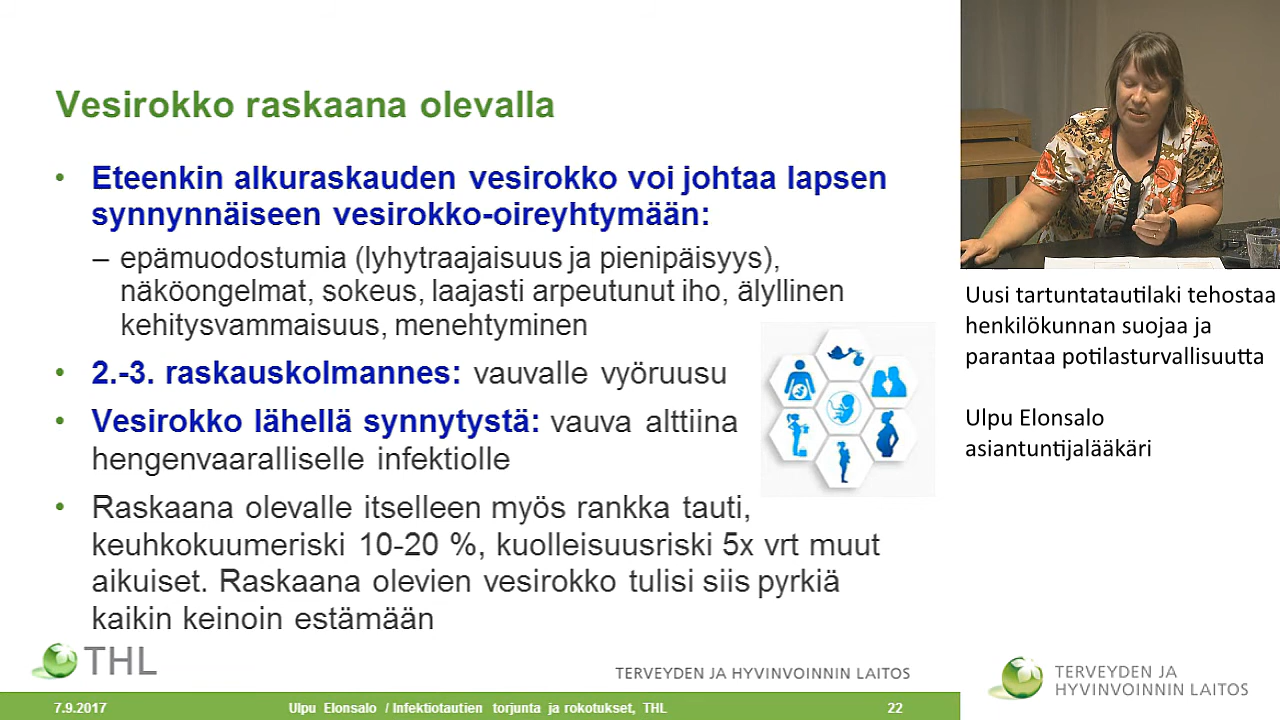 Vesirokko raskaana olevalla
• Eteenkin alkuraskauden vesirokko voi johtaa lapsen
synnynnäiseen vesirokko-oireyhtymään:
– epämuodostumia (lyhytraajaisuus ja pienipäisyys),
näköongelmat, sokeus, laajasti arpeutunut iho, älyllinen
kehitysvammaisuus, menehtyminen
• 2.-3. raskauskolmannes: vauvalle vyöruusu
• Vesirokko lähellä synnytystä: vauva alttiina
hengenvaaralliselle infektiolle
• Raskaana olevalle itselleen myös rankka tauti,
keuhkokuumeriski 10-20 %, kuolleisuusriski 5x vrt muut
aikuiset. Raskaana olevien vesirokko tulisi siis pyrkiä
kaikin keinoin estämään
THL
TERVEYDEN JA HYVINVOINNIN LAITOS
7.9.2017
Ulpu Elonsalo / Infektiotautien torjunta ja rokotukset, THL
22
Uusi tartuntatautilaki tehostaa
henkilökunnan suojaa ja
parantaa potilasturvallisuutta
Ulpu Elonsalo
asiantuntijalääkäri
TERVEYDEN JA
HYVINVOINNIN LAITOS